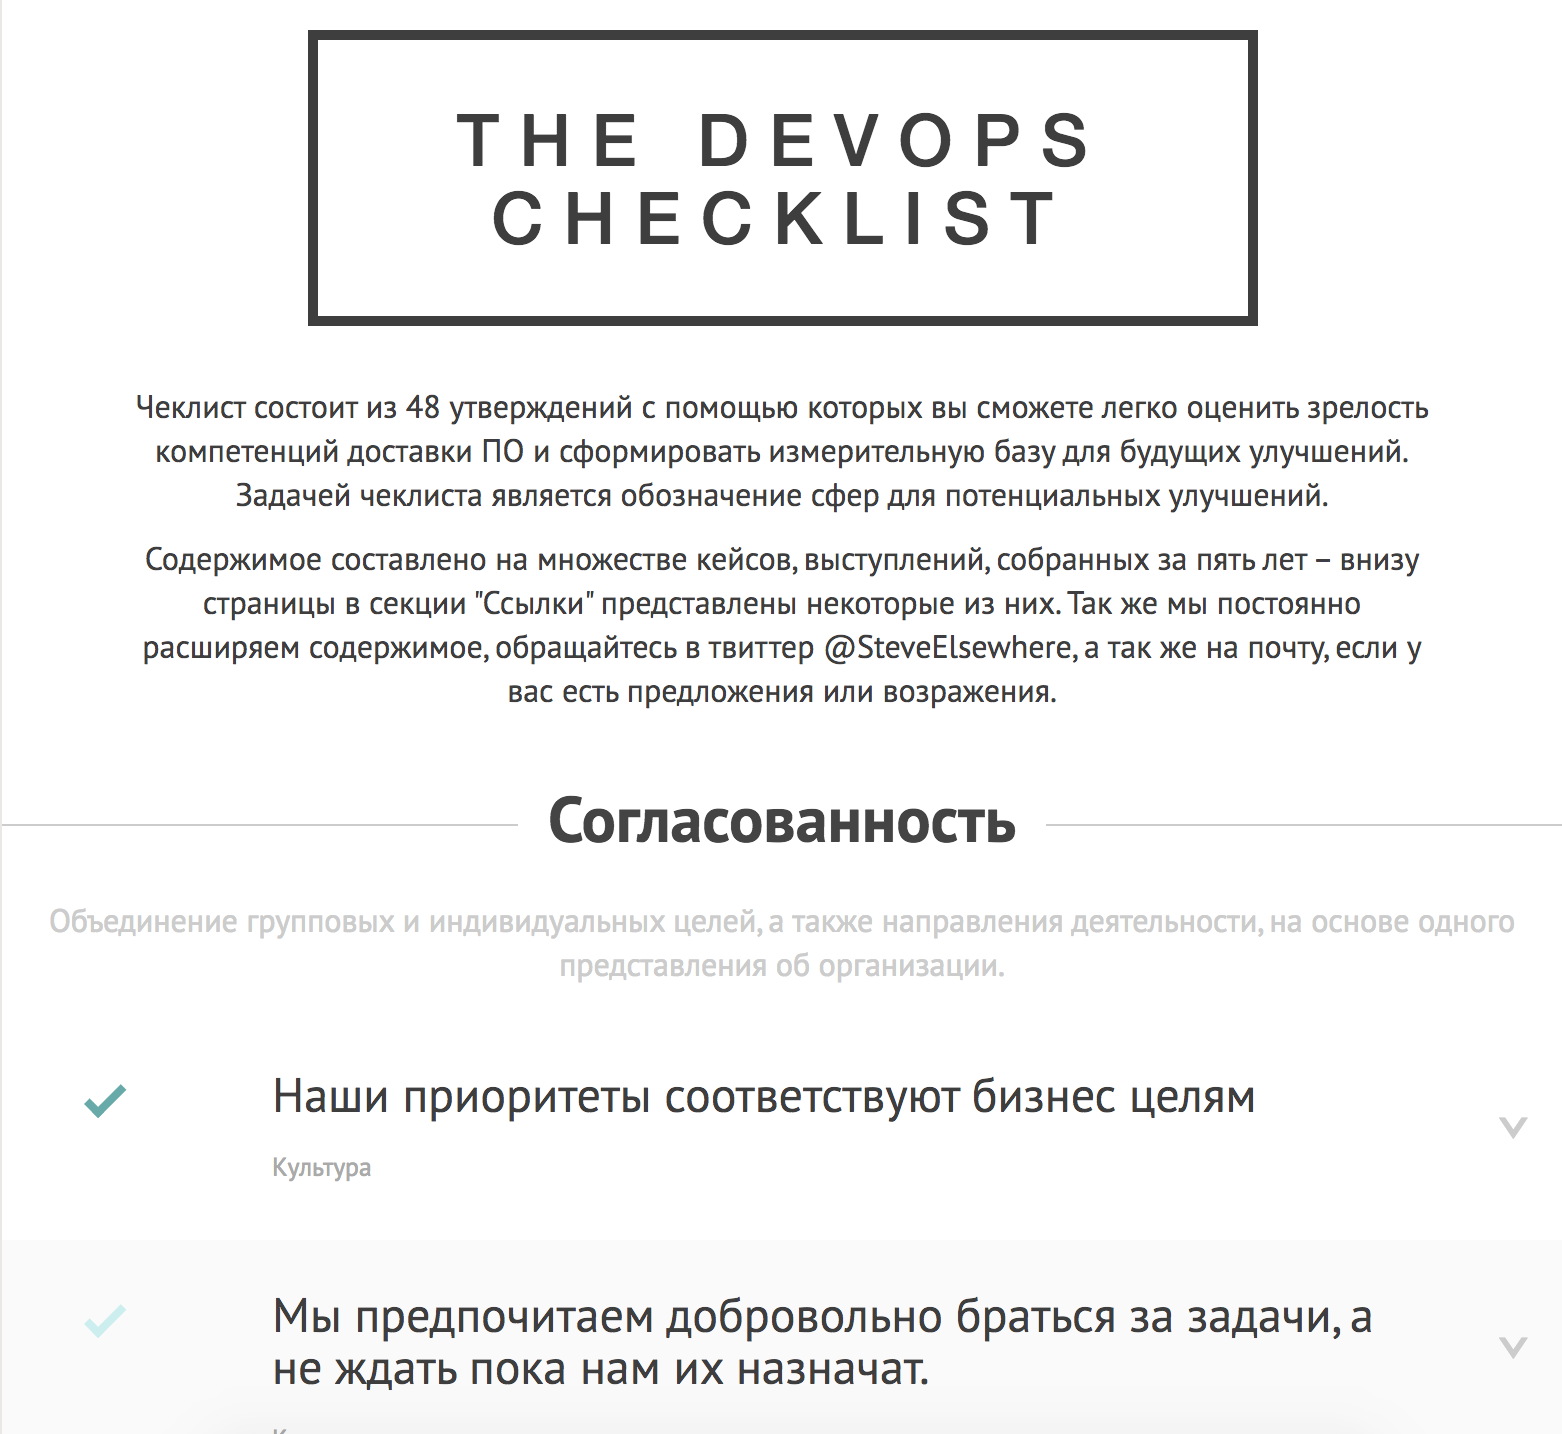 THE DEVOPS
CHECKLIST
Чеклист состоит из 48 утверждений с помощью которых вы сможете легко оценить зрелость
компетенций доставки ПО и сформировать измерительную базу для будущих улучшений.
Задачей чеклиста является обозначение сфер для потенциальных улучшений.
Содержимое составлено на множестве кейсов, выступлений, собранных за пять лет – внизу
страницы в секции "Ссылки" представлены некоторые из них. Так же мы постоянно
расширяем содержимое, обращайтесь в твиттер @SteveElsewhere, а так же на почту, если у
вас есть предложения или возражения.
Согласованность
Объединение групповых и индивидуальных целей, а также направления деятельности, на основе одного
представления об организации.
Наши приоритеты соответствуют бизнес целям
Культура
Мы предпочитаем добровольно браться за задачи, а
не ждать пока нам их назначат.